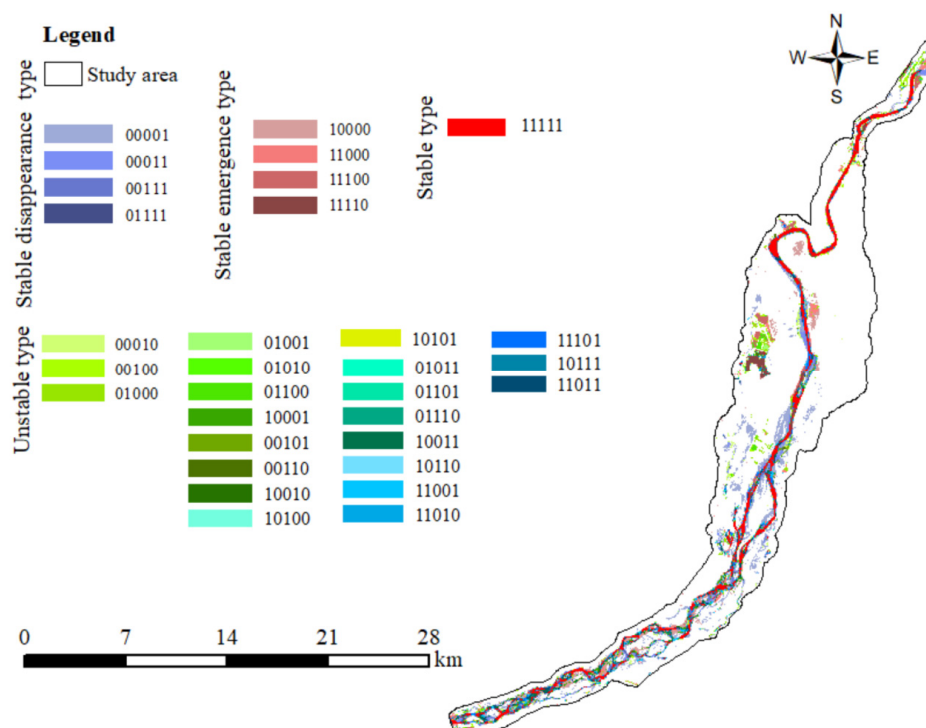 Legend
Study area
Stable disappearance type
00001
00011
00111
01111
Stable emergence type
10000
11000
11100
11110
Stable type
11111
Unstable type
00010
00100
01000
01001
01010
01100
10001
00101
00110
10010
10100
10101
01011
01101
01110
10011
10110
11001
11010
11101
10111
11011
N
W E
S
0 7 14 21 28
km